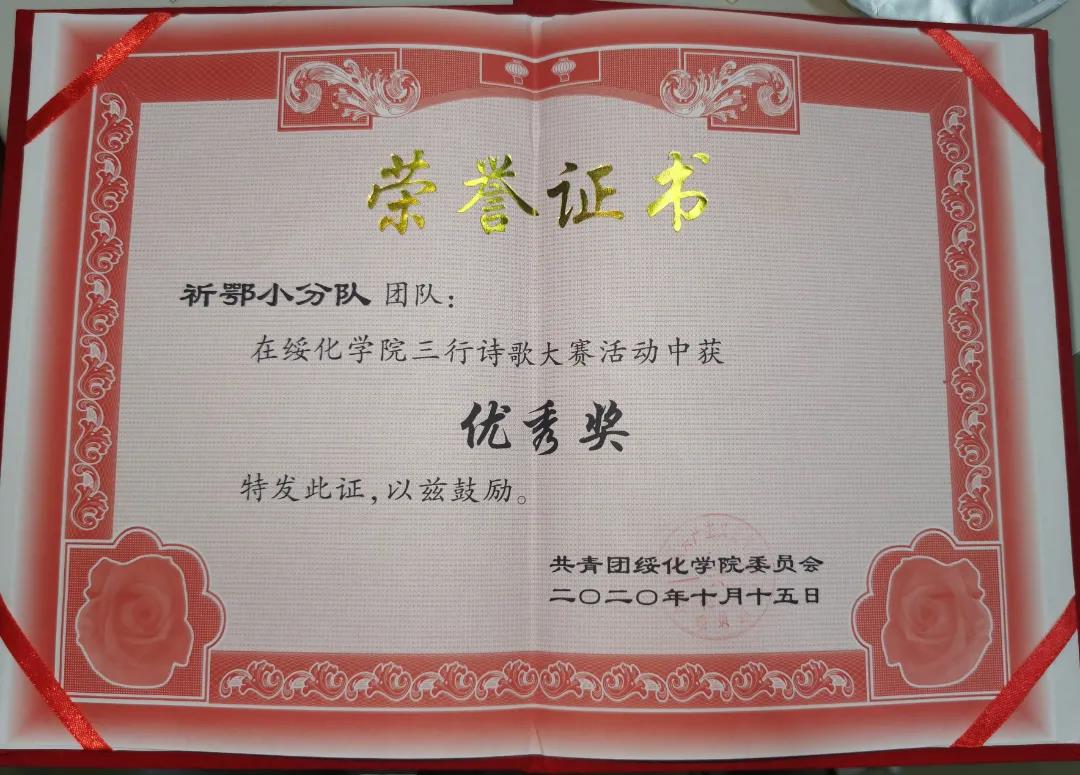 荣誉证书
祈鄂小分队 团队：
在绥化学院三行诗歌大赛活动中获
优秀奖
特发此证,以兹鼓励。
共青团绥化学院委员会
二〇二〇年十月十五日